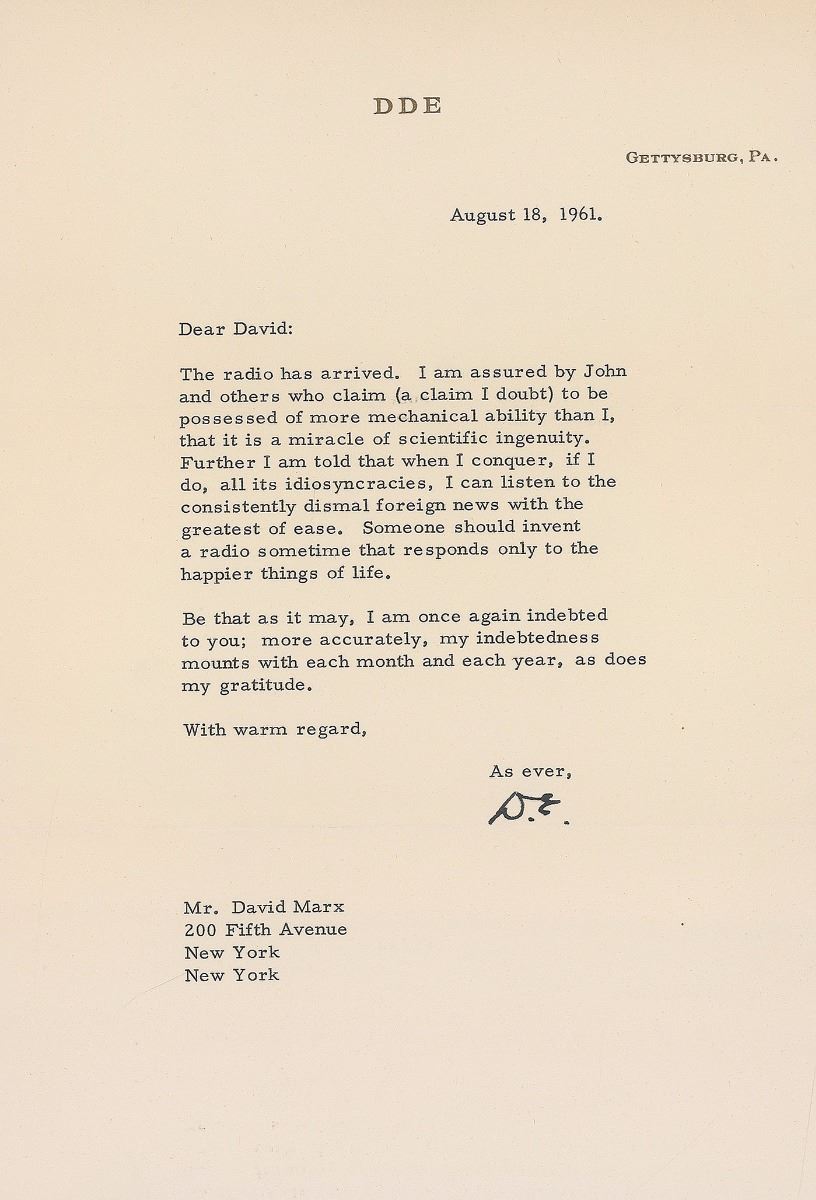 DDE
GETTYSBURG, PA.
August 18, 1961.
Dear David:
The radio has arrived. I am assured by John
and others who claim (a claim I doubt) to be
possessed of more mechanical ability than I,
that it is a miracle of scientific ingenuity.
Further I am told that when I conquer, if I
do, all its idiosyncracies, I can listen to the
consistently dismal foreign news with the
greatest of ease. Someone should invent
a radio sometime that responds only to the
happier things of life.
Be that as it may, I am once again indebted
to you; more accurately, my indebtedness
mounts with each month and each year, as does
my gratitude.
With warm regard,
As ever,
D.E.
Mr. David Marx
200 Fifth Avenue
New York
New York